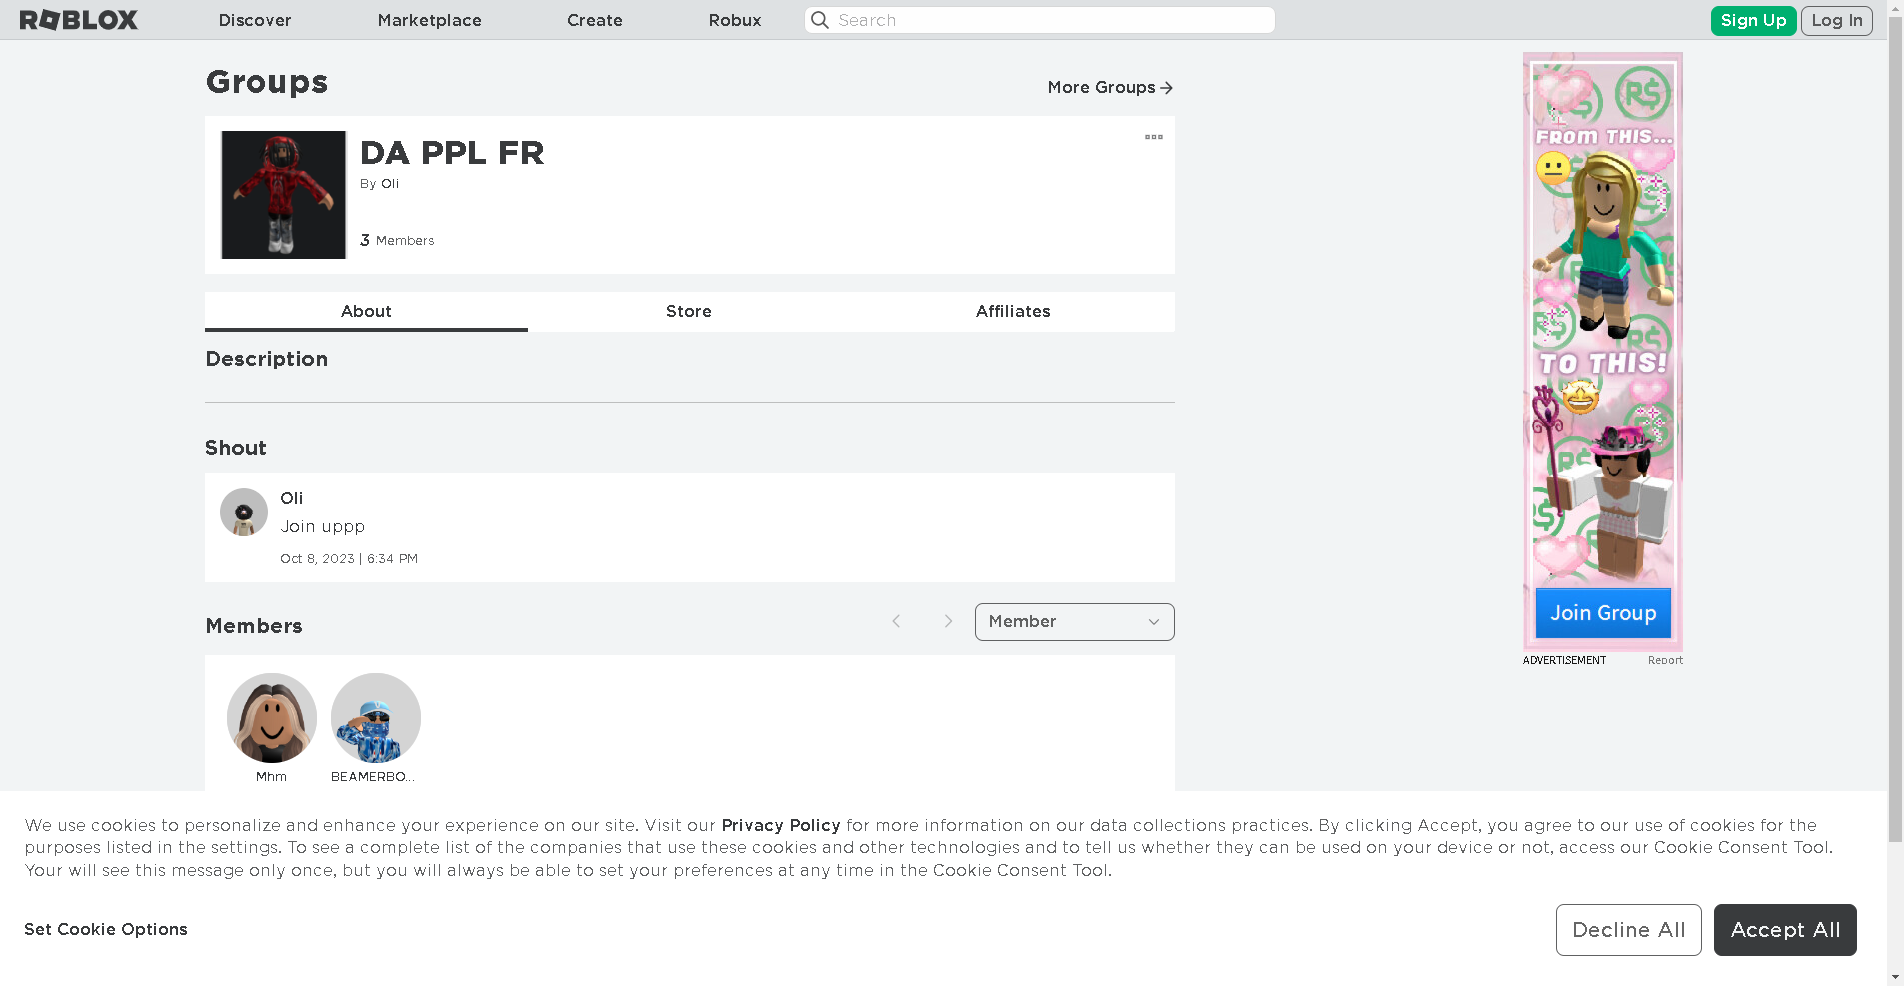 ROBLOX Discover Marketplace Create Robux Search Sign Up Log In
Groups
More Groups
DA PPL FR
By Oli
3 Members
About Store Affiliates
Description
Shout
Oli
Join uppp
Oct 8, 2023 | 6:34 PM
Members
Member
Mhm BEAMERBO...
R$
FROM THIS...
R$
TO THIS!
R$
Join Group
ADVERTISEMENT Report
We use cookies to personalize and enhance your experience on our site. Visit our Privacy Policy for more information on our data collections practices. By clicking Accept, you agree to our use of cookies for the
purposes listed in the settings. To see a complete list of the companies that use these cookies and other technologies and to tell us whether they can be used on your device or not, access our Cookie Consent Tool.
Your will see this message only once, but you will always be able to set your preferences at any time in the Cookie Consent Tool.
Set Cookie Options Decline All Accept All